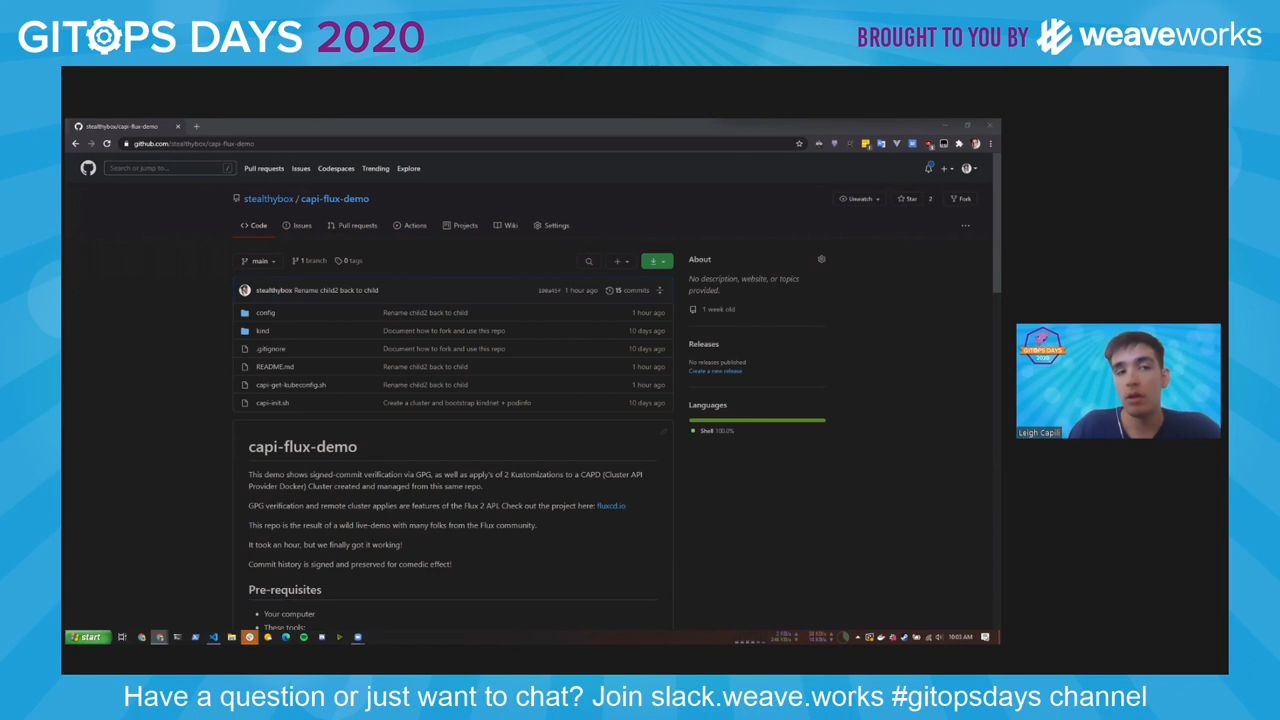 GITOPS DAYS 2020
BROUGHT TO YOU BY weaveworks
stealthybox/capi-flux-demo
github.com/stealthybox/capi-flux-demo
Search or jump to... /
Pull requests Issues Codespaces Trending Explore
stealthybox / capi-flux-demo
Unwatch Star 2 Fork
Code Issues Pull requests Actions Projects Wiki Settings
main 1 branch 0 tags
stealthybox Rename child2 back to child 1 hour ago 15 commits
config Rename child2 back to child 1 hour ago
kind Document how to fork and use this repo 10 days ago
.gitignore Document how to fork and use this repo 10 days ago
README.md Rename child2 back to child 1 hour ago
capi-get-kubeconfig.sh Rename child2 back to child 1 hour ago
capi-init.sh Create a cluster and bootstrap kindnet + podinfo 10 days ago
About
No description, website, or topics
provided.
1 week old
Releases
No releases published
Create a new release
Languages
Shell 100.0%
capi-flux-demo
This demo shows signed-commit verification via GPG, as well as apply's of 2 Kustomizations to a CAPD (Cluster API
Provider Docker) Cluster created and managed from this same repo.
GPG verification and remote cluster applies are features of the Flux 2 API. Check out the project here: fluxcd.io
This repo is the result of a wild live-demo with many folks from the Flux community.
It took an hour, but we finally got it working!
Commit history is signed and preserved for comedic effect!
Pre-requisites
Your computer
These tools:
GITOPS DAYS
2020
Leigh Capili
start
10:03 AM
Have a question or just want to chat? Join slack.weave.works #gitopsdays channel